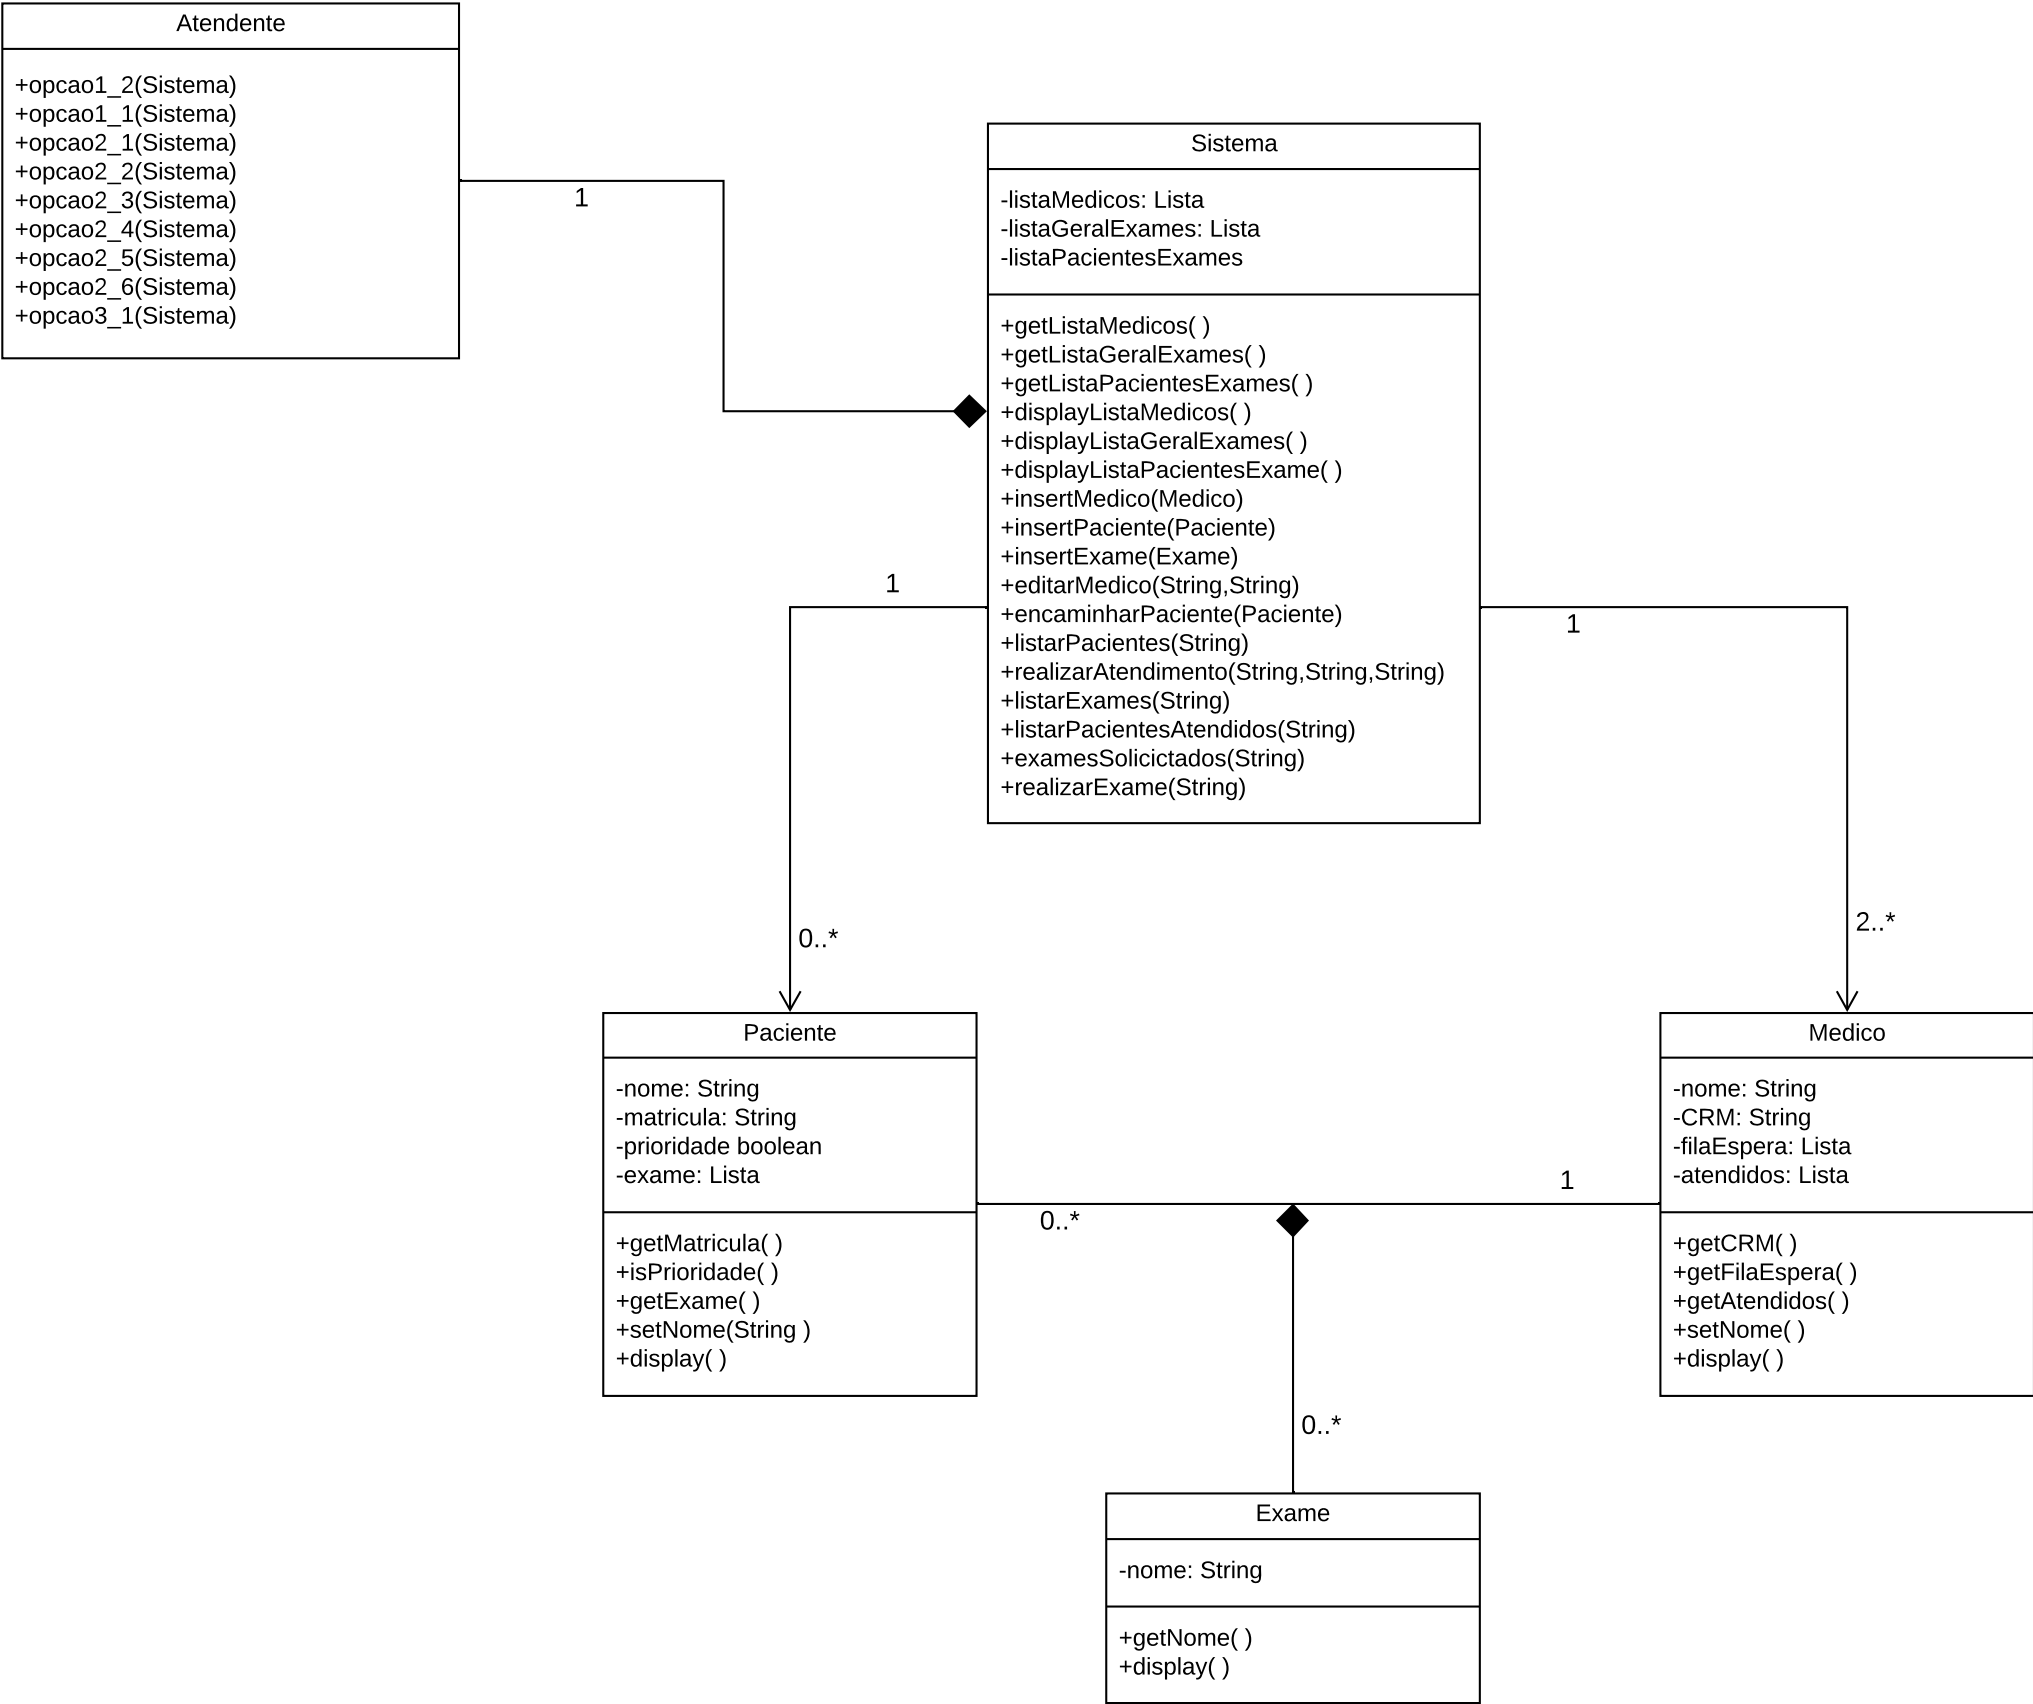 Atendente
+opcao1_2(Sistema)
+opcao1_1(Sistema)
+opcao2_1(Sistema)
+opcao2_2(Sistema)
+opcao2_3(Sistema)
+opcao2_4(Sistema)
+opcao2_5(Sistema)
+opcao2_6(Sistema)
+opcao3_1(Sistema)
1
Sistema
-listaMedicos: Lista
-listaGeralExames: Lista
-listaPacientesExames
+getListaMedicos( )
+getListaGeralExames( )
+getListaPacientesExames( )
+displayListaMedicos( )
+displayListaGeralExames( )
+displayListaPacientesExame( )
+insertMedico(Medico)
+insertPaciente(Paciente)
+insertExame(Exame)
+editarMedico(String,String)
+encaminharPaciente(Paciente)
+listarPacientes(String)
+realizarAtendimento(String,String,String)
+listarExames(String)
+listarPacientesAtendidos(String)
+examesSolicictados(String)
+realizarExame(String)
1
0..*
1
2..*
Paciente
-nome: String
-matricula: String
-prioridade boolean
-exame: Lista
+getMatricula( )
+isPrioridade( )
+getExame( )
+setNome(String )
+display( )
0..*
1
Medico
-nome: String
-CRM: String
-filaEspera: Lista
-atendidos: Lista
+getCRM( )
+getFilaEspera( )
+getAtendidos( )
+setNome( )
+display( )
0..*
Exame
-nome: String
+getNome( )
+display( )